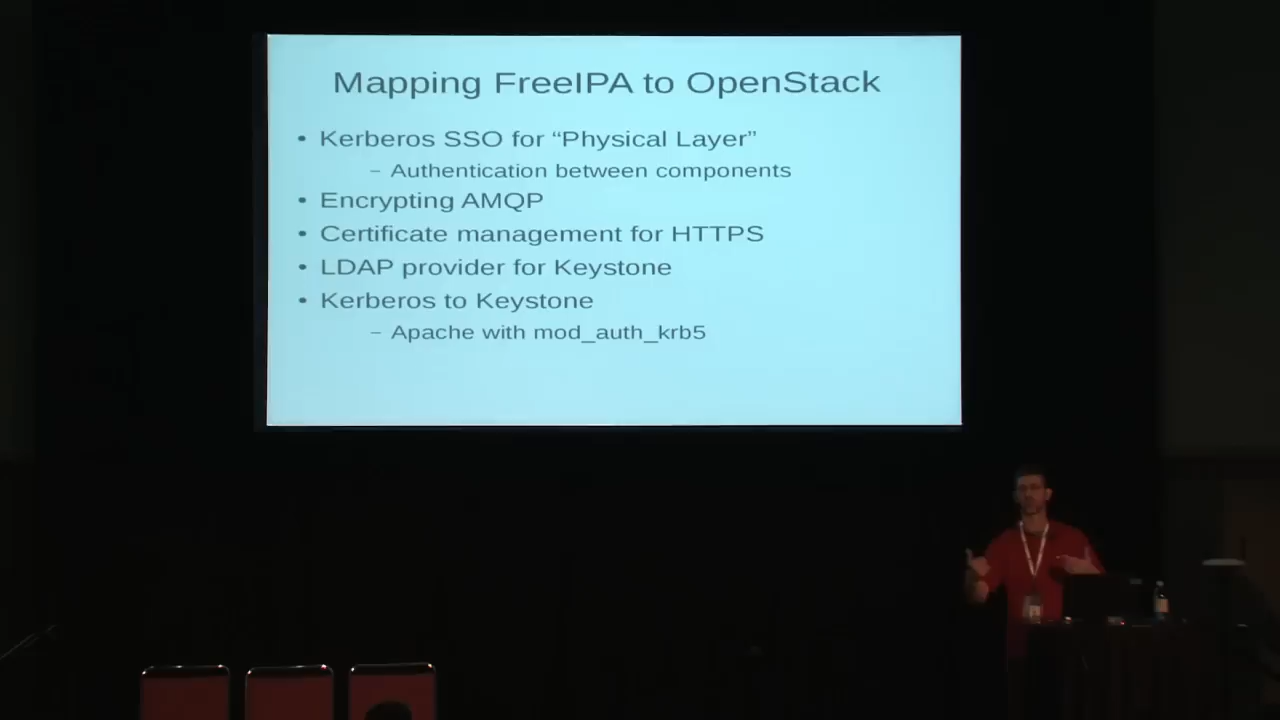 Mapping FreeIPA to OpenStack
• Kerberos SSO for “Physical Layer”
– Authentication between components
• Encrypting AMQP
• Certificate management for HTTPS
• LDAP provider for Keystone
• Kerberos to Keystone
– Apache with mod_auth_krb5